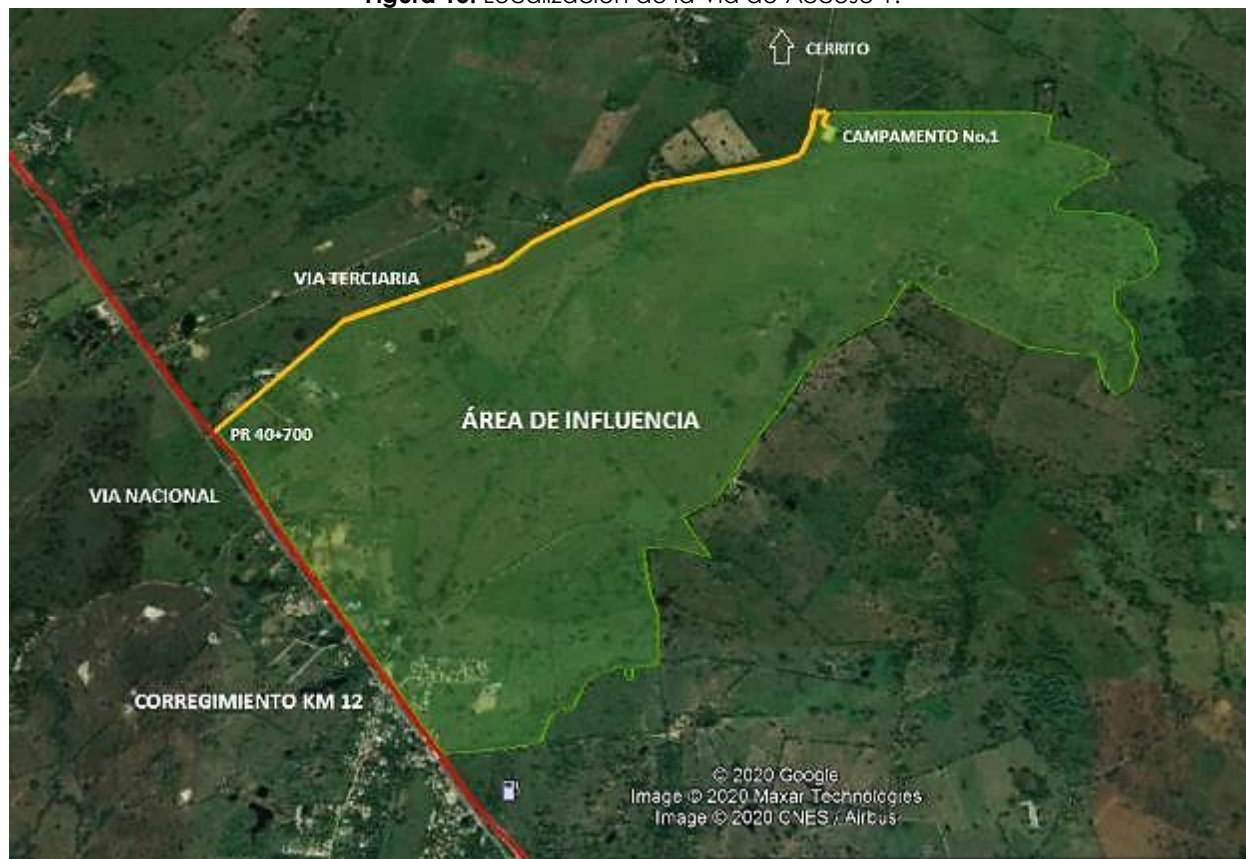 CERRITO
CAMPAMENTO No.1
VIA TERCIARIA
ÁREA DE INFLUENCIA
PR 40+700
VIA NACIONAL
CORREGIMIENTO KM 12
© 2020 Google
Image © 2020 Maxar Technologies
Image © 2020 CNES / Airbus